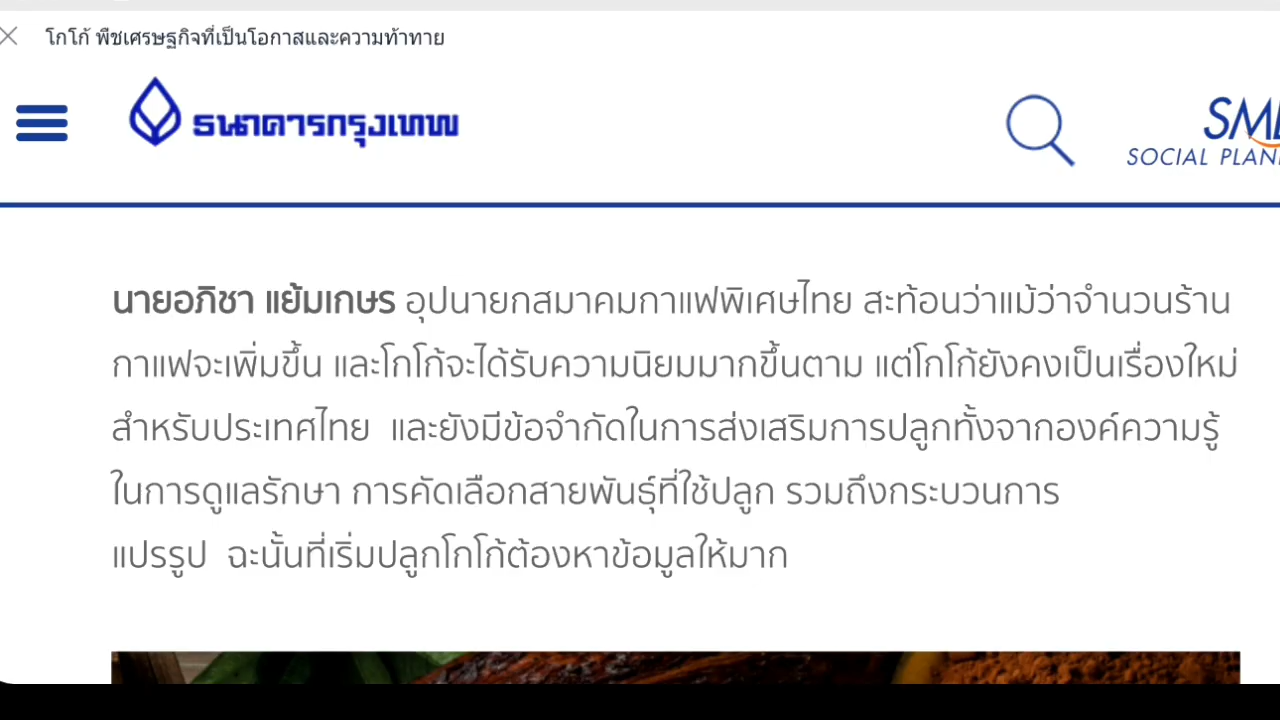 โกโก้ พืชเศรษฐกิจที่เป็นโอกาสและความท้าทาย
ธนาคารกรุงเทพ
SME
SOCIAL PLAN
นายอภิชา แย้มเกษร อุปนายกสมาคมกาแฟพิเศษไทย สะท้อนว่าแม้ว่าจำนวนร้าน
กาแฟจะเพิ่มขึ้น และโกโก้จะได้รับความนิยมมากขึ้นตาม แต่โกโก้ยังคงเป็นเรื่องใหม่
สำหรับประเทศไทย และยังมีข้อจำกัดในการส่งเสริมการปลูกทั้งจากองค์ความรู้
ในการดูแลรักษา การคัดเลือกสายพันธุ์ที่ใช้ปลูก รวมถึงกระบวนการ
แปรรูป ฉะนั้นที่เริ่มปลูกโกโก้ต้องหาข้อมูลให้มาก